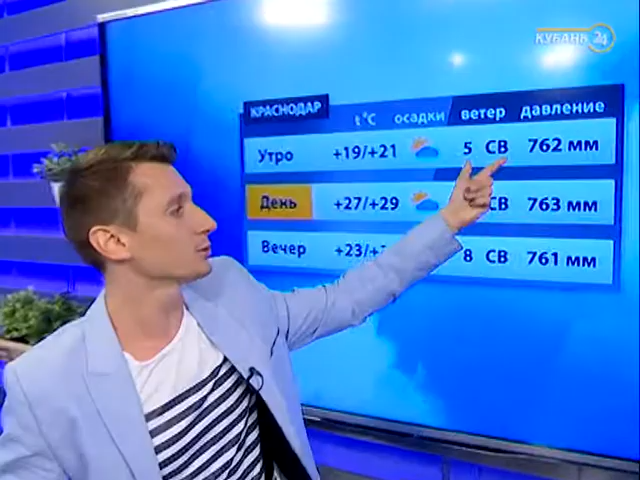 КУБАНЬ 24
КРАСНОДАР t°C осадки ветер давление
Утро +19/+21 5 СВ 762 мм
День +27/+29 СВ 763 мм
Вечер +23/+ 8 СВ 761 мм